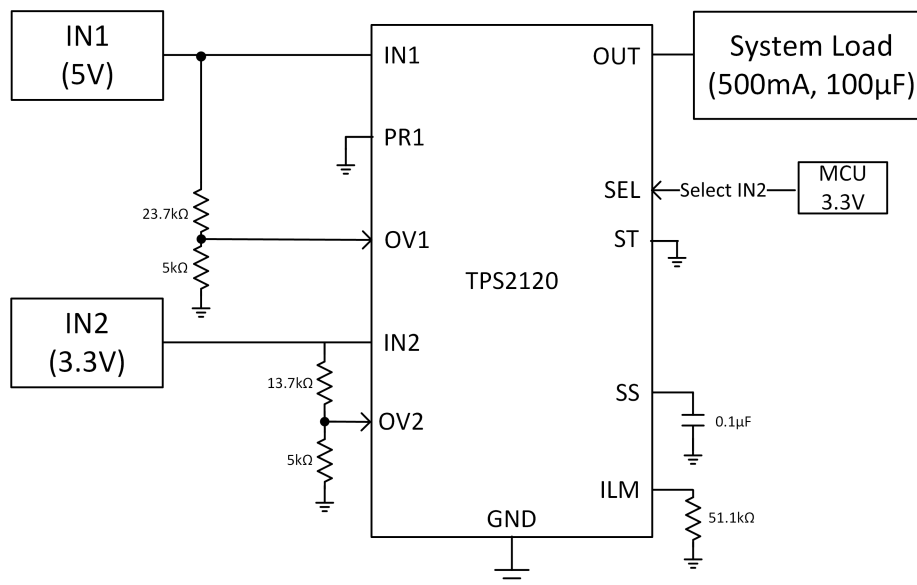 IN1
(5V)
IN1
OUT
System Load
(500mA, 100µF)
PR1
SEL
Select IN2
MCU
3.3V
23.7kΩ
OV1
ST
5kΩ
TPS2120
IN2
(3.3V)
IN2
13.7kΩ
OV2
SS
0.1µF
5kΩ
ILM
51.1kΩ
GND